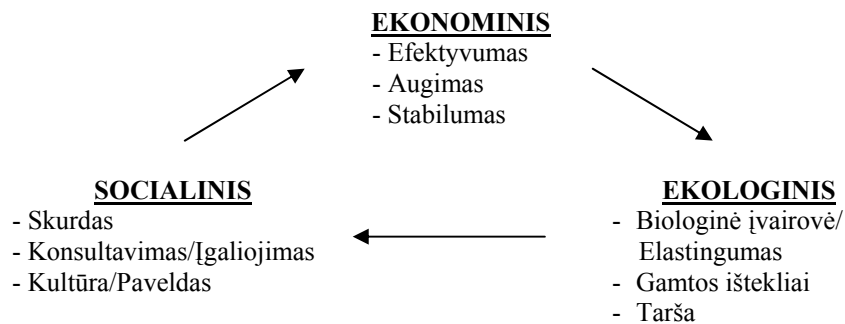 EKONOMINIS
- Efektyvumas
- Augimas
- Stabilumas
SOCIALINIS
- Skurdas
- Konsultavimas/Įgaliojimas
- Kultūra/Paveldas
EKOLOGINIS
- Biologinė įvairovė/
Elastingumas
- Gamtos ištekliai
- Tarša